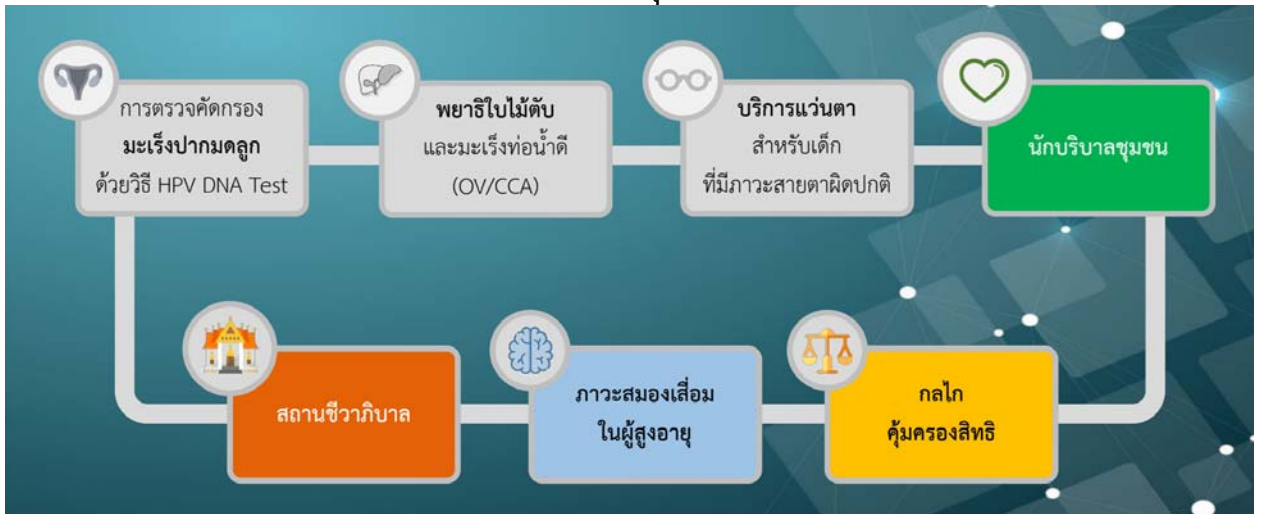 การตรวจคัดกรอง
มะเร็งปากมดลูก
ด้วยวิธี HPV DNA Test
พยาธิใบไม้ตับ
และมะเร็งท่อน้ำดี
(OV/CCA)
บริการแว่นตา
สำหรับเด็ก
ที่มีภาวะสายตาผิดปกติ
นักบริบาลชุมชน
สถานชีวาภิบาล
ภาวะสมองเสื่อม
ในผู้สูงอายุ
กลไก
คุ้มครองสิทธิ